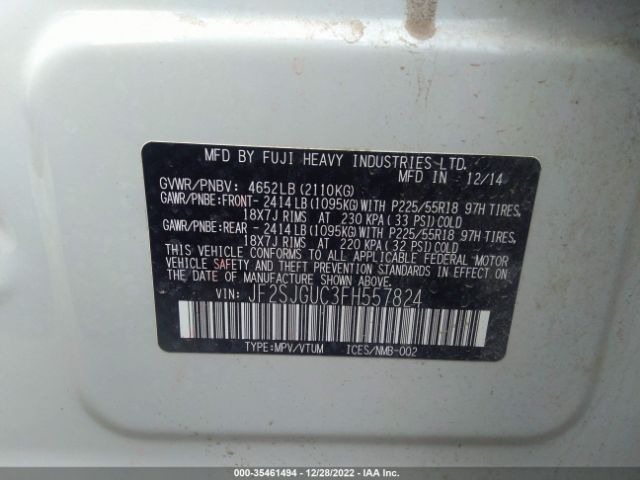 MFD BY FUJI HEAVY INDUSTRIES LTD.
MFD IN 12/14
GVWR/PNBV: 4652LB(2110KG)
GAWR/PNBE:FRONT- 2414LB(1095KG)WITH P225/55R18 97H TIRES,
18X7J RIMS AT 230 KPA(33 PSI)COLD
GAWR/PNBE:REAR - 2414LB(1095KG)WITH P225/55R18 97H TIRES,
18X7J RIMS AT 220 KPA(32 PSI)COLD
THIS VEHICLE CONFORMS TO ALL APPLICABLE FEDERAL MOTOR
VEHICLE SAFETY AND THEFT PREVENTION STANDARDS IN EFFECT
ON THE DATE OF MANUFACTURE SHOWN ABOVE.
VIN: JF2SJGUC3FH557824
TYPE:MPV/VTUM ICES/NMB-002
000-35461494 - 12/28/2022 - IAA Inc.